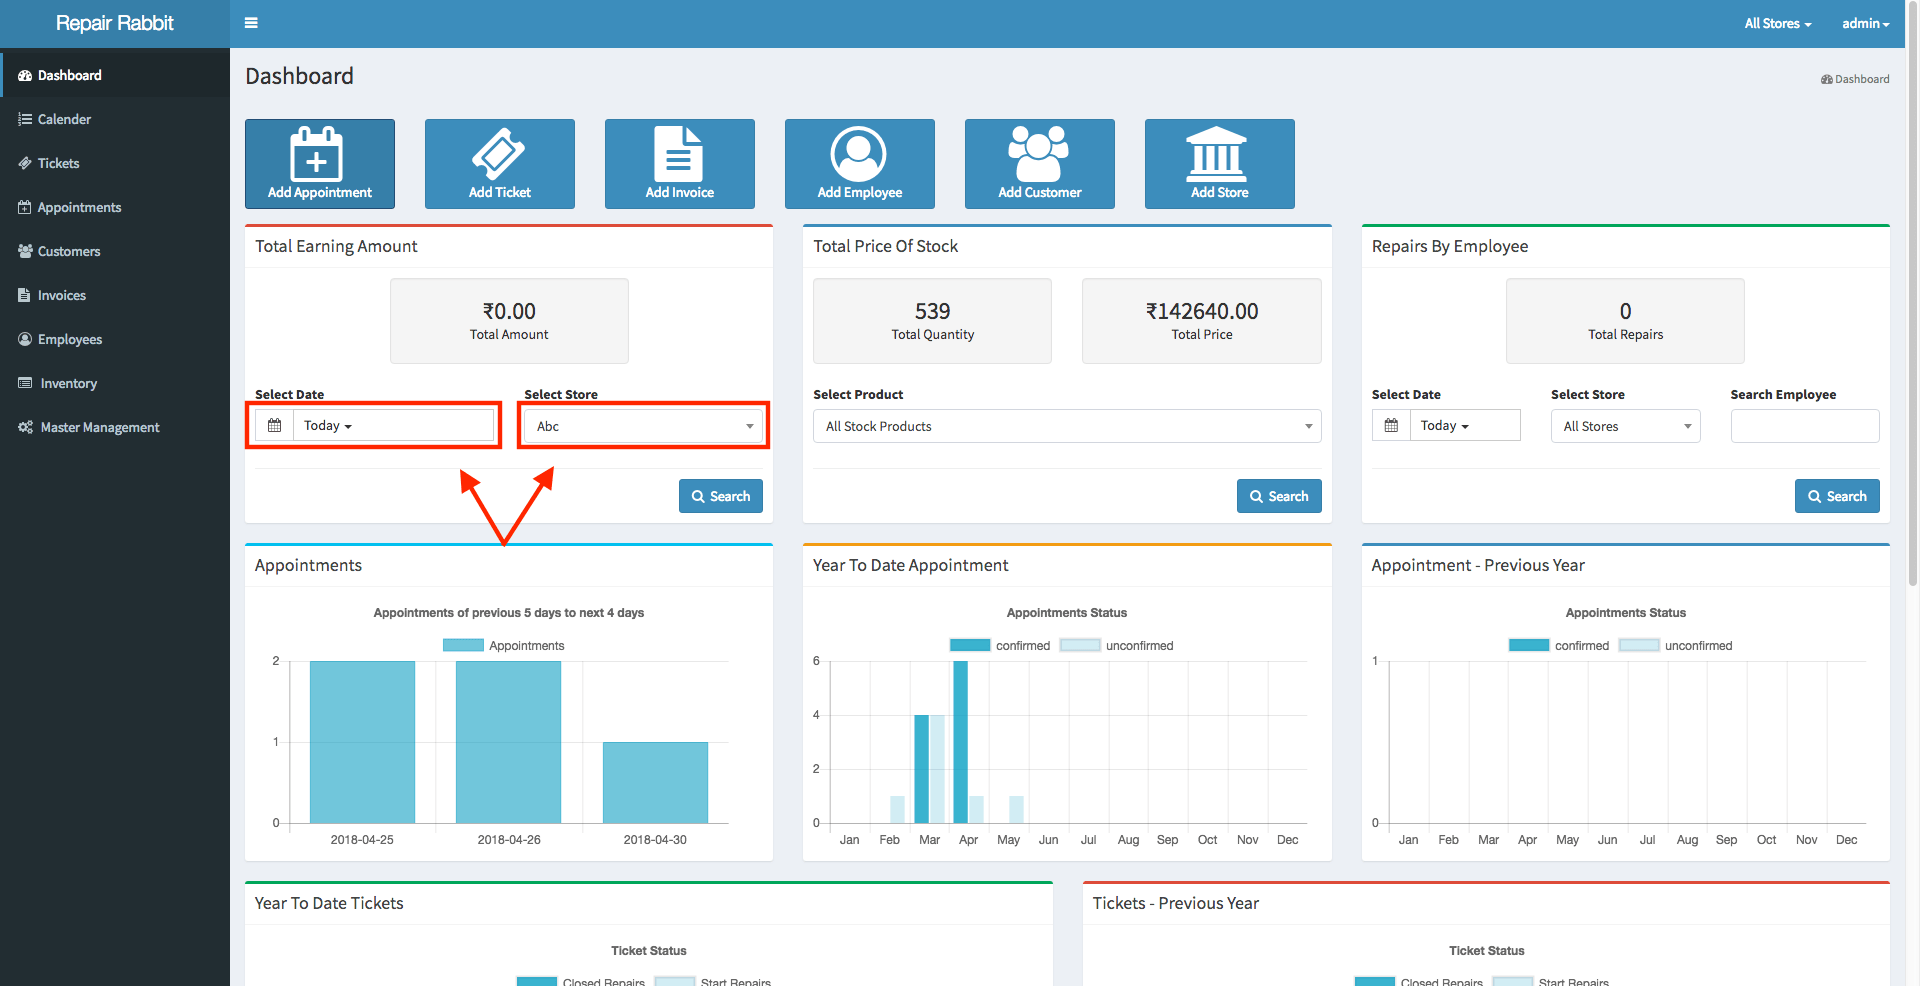 Repair Rabbit
All Stores
admin
Dashboard
Calender
Tickets
Appointments
Customers
Invoices
Employees
Inventory
Master Management
Dashboard
Dashboard
Add Appointment
Add Ticket
Add Invoice
Add Employee
Add Customer
Add Store
Total Earning Amount
₹0.00
Total Amount
Select Date
Select Store
Today
Abc
Search
Total Price Of Stock
539
Total Quantity
₹142640.00
Total Price
Select Product
All Stock Products
Search
Repairs By Employee
0
Total Repairs
Select Date
Select Store
Search Employee
Today
All Stores
Search
Appointments
Appointments of previous 5 days to next 4 days
Appointments
2
1
0
2018-04-25 2018-04-26 2018-04-30
Year To Date Appointment
Appointments Status
confirmed unconfirmed
6
4
2
0
Jan Feb Mar Apr May Jun Jul Aug Sep Oct Nov Dec
Appointment - Previous Year
Appointments Status
confirmed unconfirmed
1
0
Jan Feb Mar Apr May Jun Jul Aug Sep Oct Nov Dec
Year To Date Tickets
Ticket Status
Closed Repairs Start Repairs
Tickets - Previous Year
Ticket Status
Closed Repairs Start Repairs